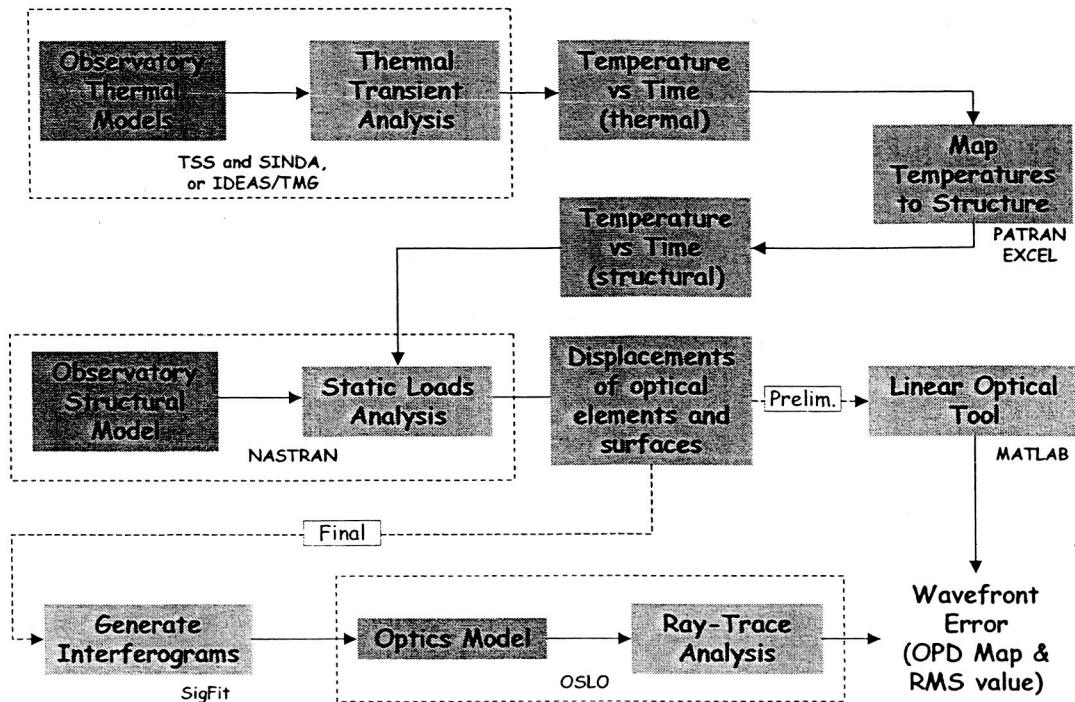 Observatory
Thermal
Models
Thermal
Transient
Analysis
TSS and SINDA,
or IDEAS/TMG
Temperature
vs Time
(thermal)
Map
Temperatures
to Structure
PATRAN
EXCEL
Temperature
vs Time
(structural)
Observatory
Structural
Model
Static Loads
Analysis
NASTRAN
Displacements
of optical
elements and
surfaces
Prelim.
Linear Optical
Tool
MATLAB
Final
Generate
Interferograms
SigFit
Optics Model
Ray-Trace
Analysis
OSLO
Wavefront
Error
(OPD Map &
RMS value)